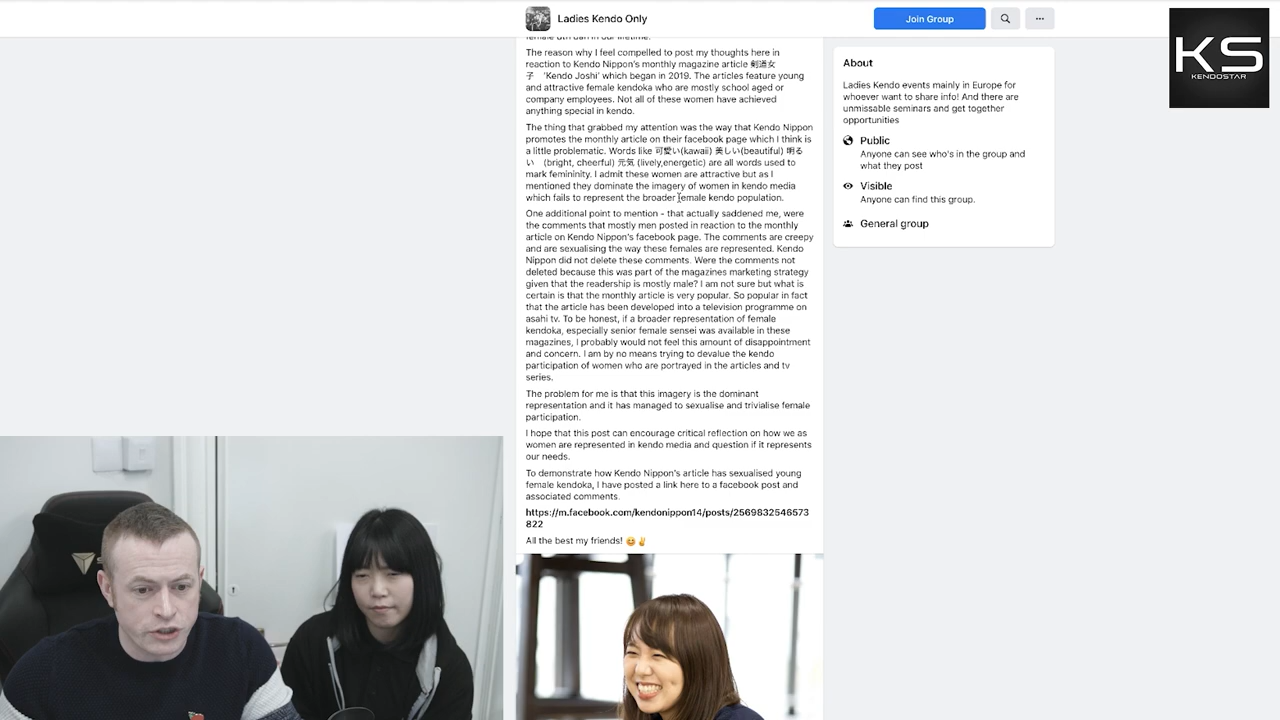 Ladies Kendo Only
Join Group
KS
KENDOSTAR
The reason why I feel compelled to post my thoughts here in
reaction to Kendo Nippon's monthly magazine article 剣道女
子 'Kendo Joshi' which began in 2019. The articles feature young
and attractive female kendoka who are mostly school aged or
company employees. Not all of these women have achieved
anything special in kendo.
The thing that grabbed my attention was the way that Kendo Nippon
promotes the monthly article on their facebook page which I think is
a little problematic. Words like 可愛い(kawaii) 美しい(beautiful) 明る
い (bright, cheerful) 元気 (lively,energetic) are all words used to
mark femininity. I admit these women are attractive but as I
mentioned they dominate the imagery of women in kendo media
which fails to represent the broader female kendo population.
One additional point to mention - that actually saddened me, were
the comments that mostly men posted in reaction to the monthly
article on Kendo Nippon's facebook page. The comments are creepy
and are sexualising the way these females are represented. Kendo
Nippon did not delete these comments. Were the comments not
deleted because this was part of the magazines marketing strategy
given that the readership is mostly male? I am not sure but what is
certain is that the monthly article is very popular. So popular in fact
that the article has been developed into a television programme on
asahi tv. To be honest, if a broader representation of female
kendoka, especially senior female sensei was available in these
magazines, I probably would not feel this amount of disappointment
and concern. I am by no means trying to devalue the kendo
participation of women who are portrayed in the articles and tv
series.
The problem for me is that this imagery is the dominant
representation and it has managed to sexualise and trivialise female
participation.
I hope that this post can encourage critical reflection on how we as
women are represented in kendo media and question if it represents
our needs.
To demonstrate how Kendo Nippon's article has sexualised young
female kendoka, I have posted a link here to a facebook post and
associated comments.
https://m.facebook.com/kendonippon14/posts/2569832546573
822
All the best my friends! 😊✌
About
Ladies Kendo events mainly in Europe for
whoever want to share info! And there are
unmissable seminars and get together
opportunities
Public
Anyone can see who's in the group and
what they post
Visible
Anyone can find this group.
General group